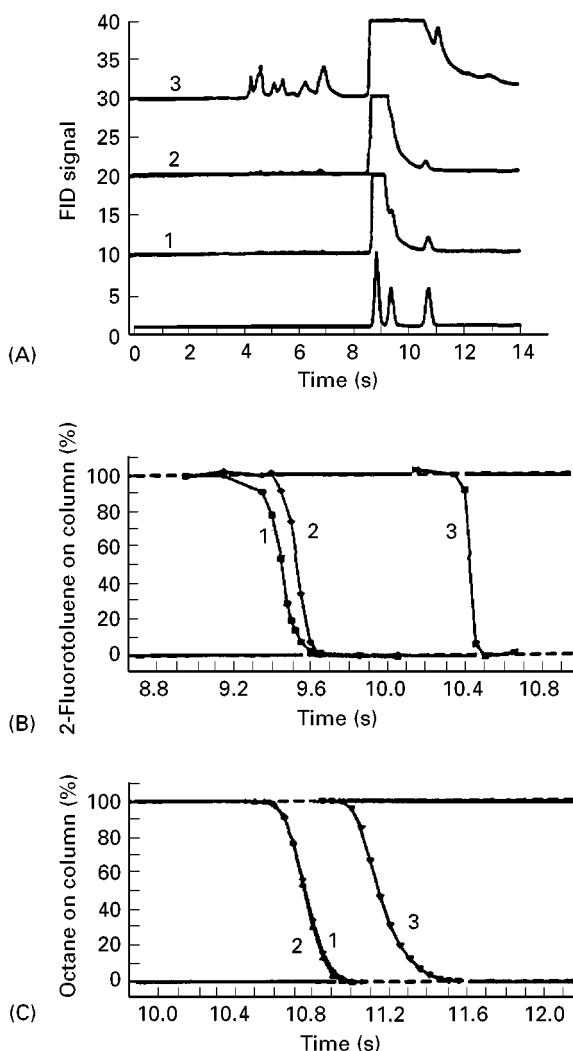 40
35
30
3
25
FID signal
20
2
15
10
1
5
0
0 2 4 6 8 10 12 14
(A)
Time (s)
2-Fluorotoluene on column (%)
100
80
60
40
20
0
1 2 3
8.8 9.2 9.6 10.0 10.4 10.8
(B)
Time (s)
Octane on column (%)
100
80
60
40
20
0
2 1 3
10.0 10.4 10.8 11.2 11.6 12.0
(C)
Time (s)